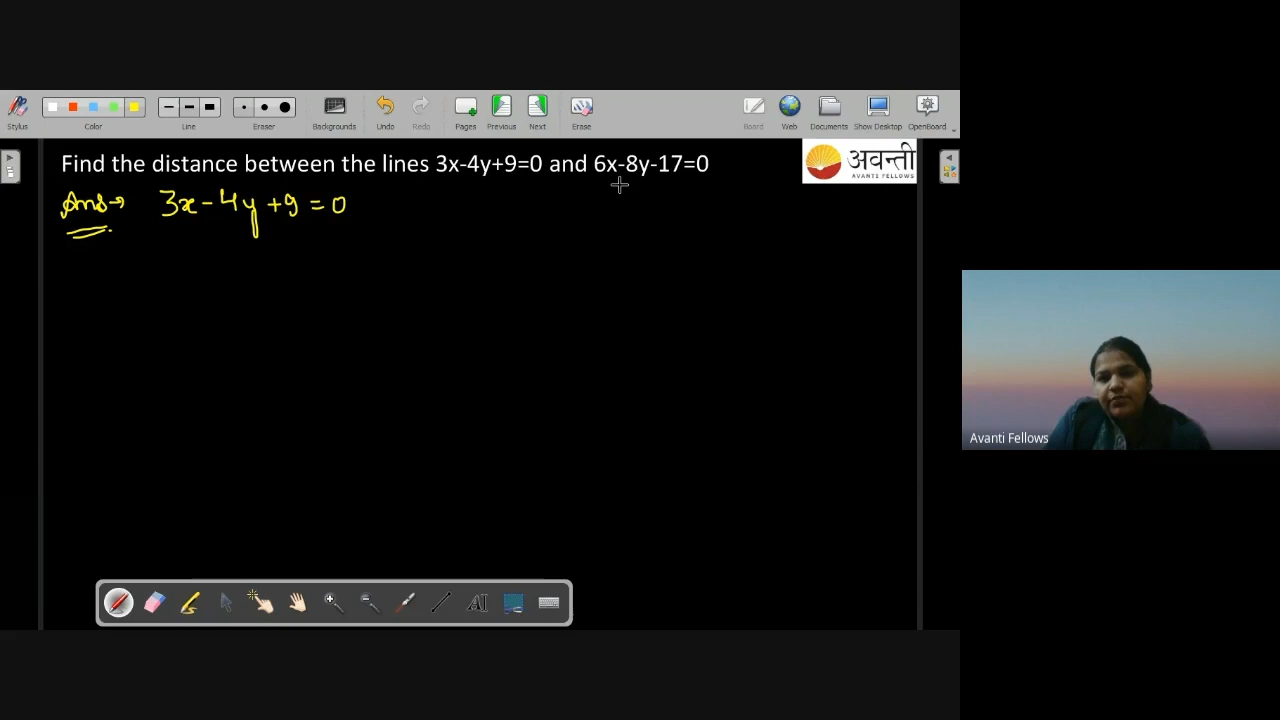 Stylus Color Line Eraser Backgrounds Undo Redo Pages Previous Next Erase Board Web Documents Show Desktop OpenBoard
Find the distance between the lines 3x-4y+9=0 and 6x-8y-17=0
अवन्ती
AVANTI FELLOWS
Ans→ 3x-4y+9=0
Avanti Fellows
AI